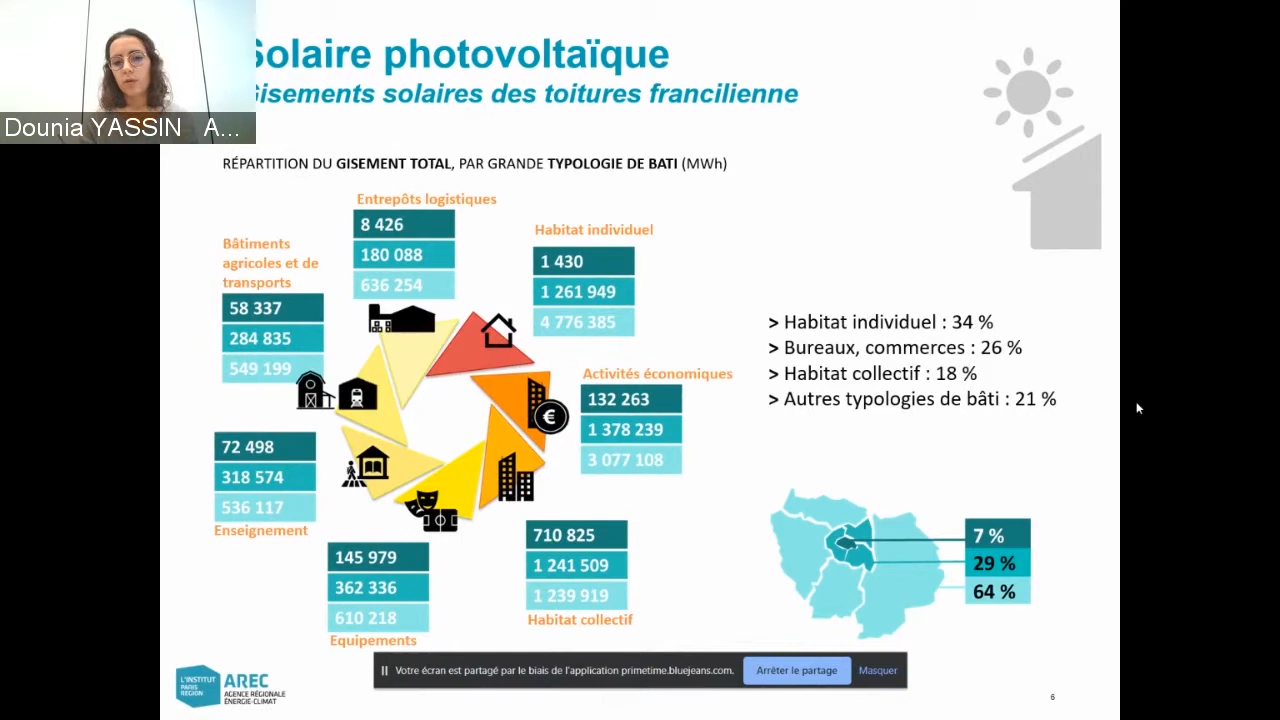 Solaire photovoltaïque
Gisements solaires des toitures francilienne
Dounia YASSIN A...
RÉPARTITION DU GISEMENT TOTAL, PAR GRANDE TYPOLOGIE DE BATI (MWh)
Entrepôts logistiques
8 426
180 088
636 254
Habitat individuel
1 430
1 261 949
4 776 385
Bâtiments
agricoles et de
transports
58 337
284 835
549 199
Activités économiques
132 263
1 378 239
3 077 108
72 498
318 574
536 117
Enseignement
145 979
362 336
610 218
Equipements
710 825
1 241 509
1 239 919
Habitat collectif
> Habitat individuel : 34 %
> Bureaux, commerces : 26 %
> Habitat collectif : 18 %
> Autres typologies de bâti : 21 %
7 %
29 %
64 %
€
L'INSTITUT
PARIS
REGION
AREC
AGENCE RÉGIONALE
ÉNERGIE-CLIMAT
Votre écran est partagé par le biais de l'application primetime.bluejeans.com. Arrêter le partage Masquer
6